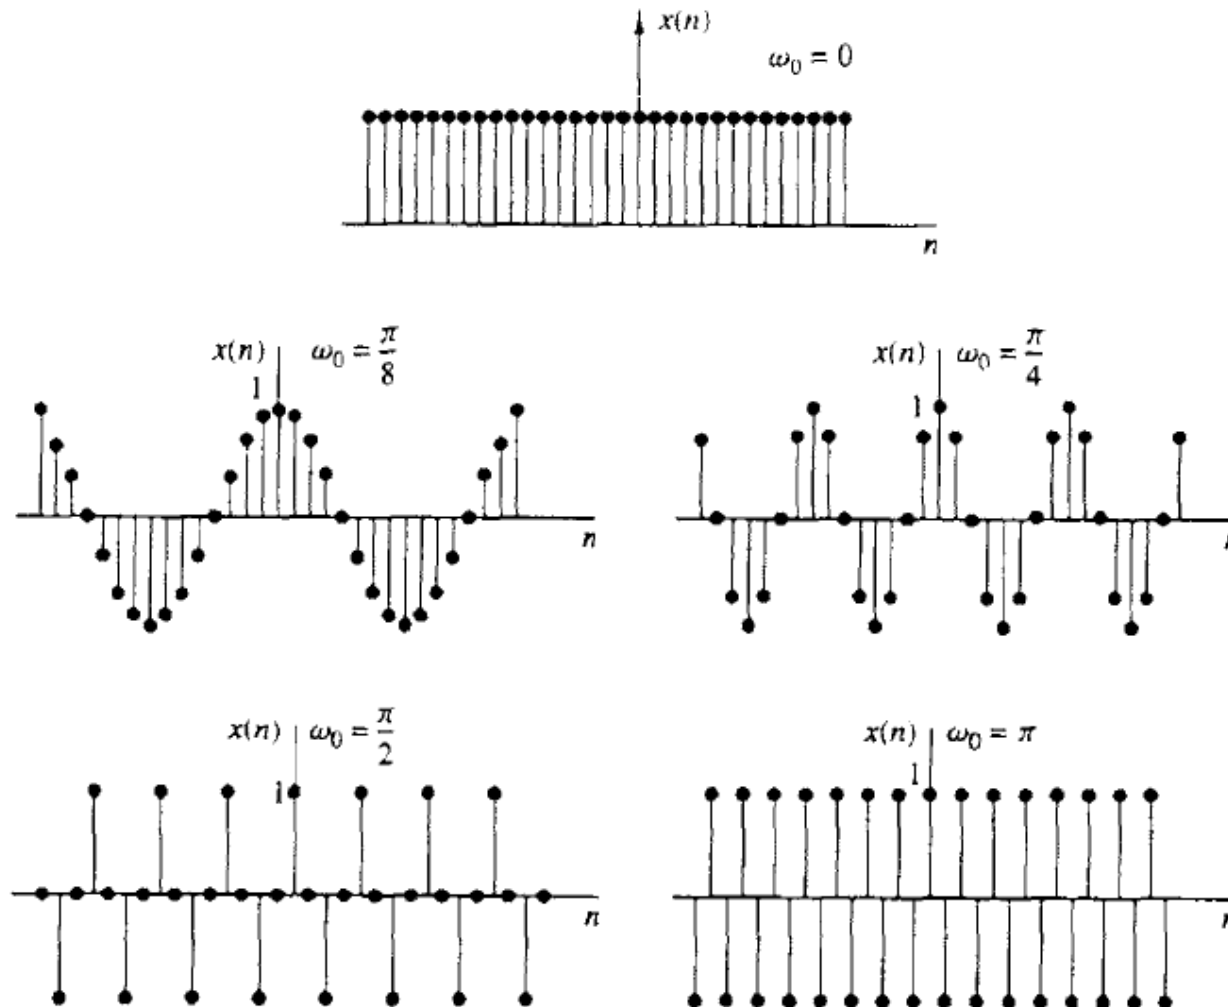 x(n)
ω₀ = 0
n
x(n) ω₀ = π/8
1
n
x(n) ω₀ = π/4
1
x(n) ω₀ = π/2
1
n
x(n) ω₀ = π
1